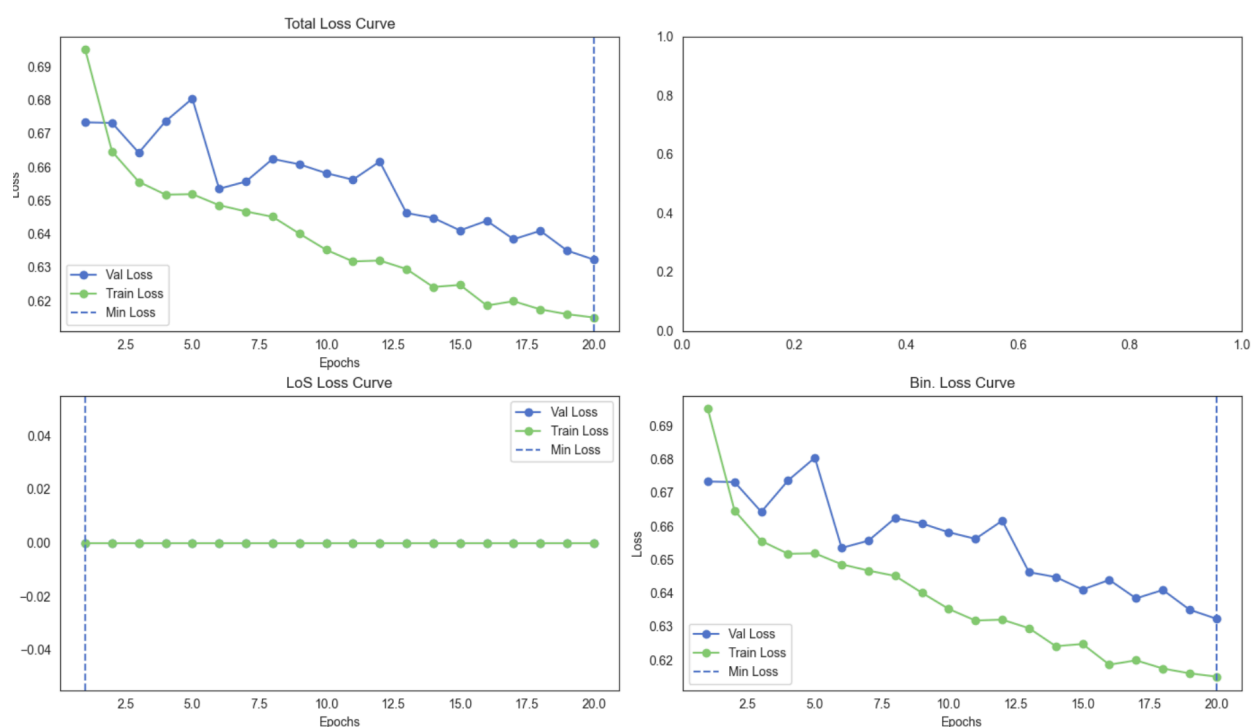 Total Loss Curve
0.69
0.68
0.67
0.66
0.65
0.64
0.63
0.62
Loss
Val Loss
Train Loss
Min Loss
2.5 5.0 7.5 10.0 12.5 15.0 17.5 20.0
Epochs
1.0
0.8
0.6
0.4
0.2
0.0
0.0 0.2 0.4 0.6 0.8 1.0
LoS Loss Curve
0.04
0.02
0.00
−0.02
−0.04
Val Loss
Train Loss
Min Loss
2.5 5.0 7.5 10.0 12.5 15.0 17.5 20.0
Epochs
Bin. Loss Curve
0.69
0.68
0.67
0.66
0.65
0.64
0.63
0.62
Loss
Val Loss
Train Loss
Min Loss
2.5 5.0 7.5 10.0 12.5 15.0 17.5 20.0
Epochs